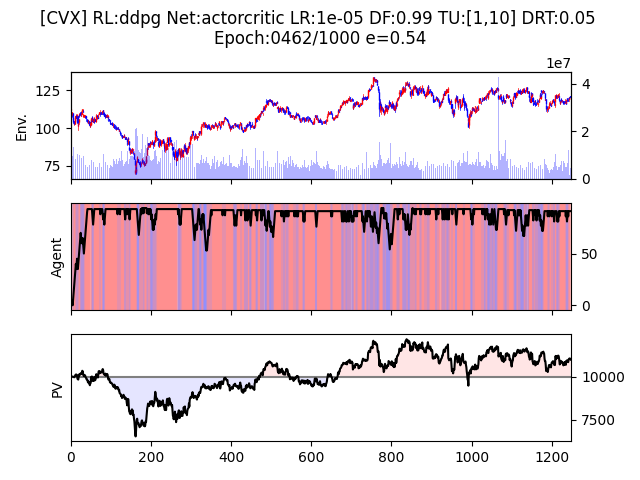 [CVX] RL:ddpg Net:actorcritic LR:1e-05 DF:0.99 TU:[1,10] DRT:0.05
Epoch:0462/1000 e=0.54
1e7
Env.
125
100
75
4
2
0
Agent
50
0
PV
10000
7500
0 200 400 600 800 1000 1200